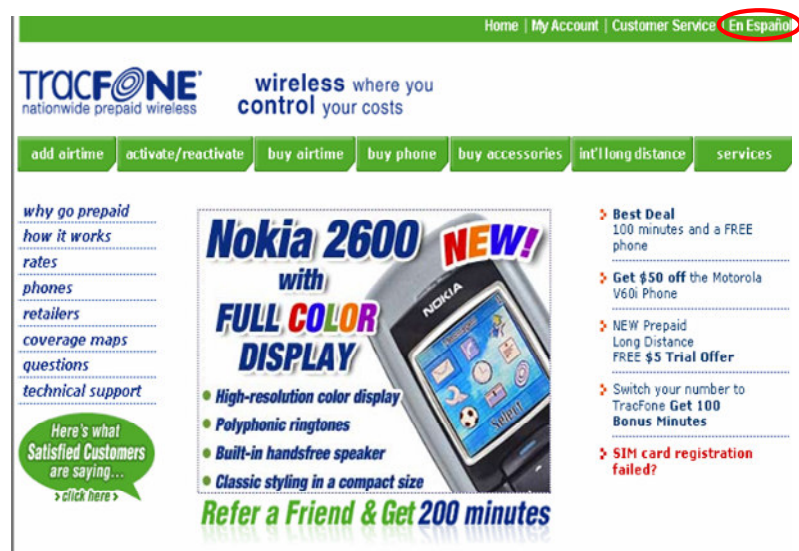 Home | My Account | Customer Service | En Español
TRACFONE
nationwide prepaid wireless
wireless where you
control your costs
add airtime
activate/reactivate
buy airtime
buy phone
buy accessories
int'l long distance
services
why go prepaid
how it works
rates
phones
retailers
coverage maps
questions
technical support
Here's what
Satisfied Customers
are saying...
> click here >
Nokia 2600 NEW!
with
FULL COLOR
DISPLAY
• High-resolution color display
• Polyphonic ringtones
• Built-in handsfree speaker
• Classic styling in a compact size
NOKIA
Select
Refer a Friend & Get 200 minutes
Best Deal
100 minutes and a FREE
phone
Get $50 off the Motorola
V60i Phone
NEW Prepaid
Long Distance
FREE $5 Trial Offer
Switch your number to
TracFone Get 100
Bonus Minutes
SIM card registration
failed?